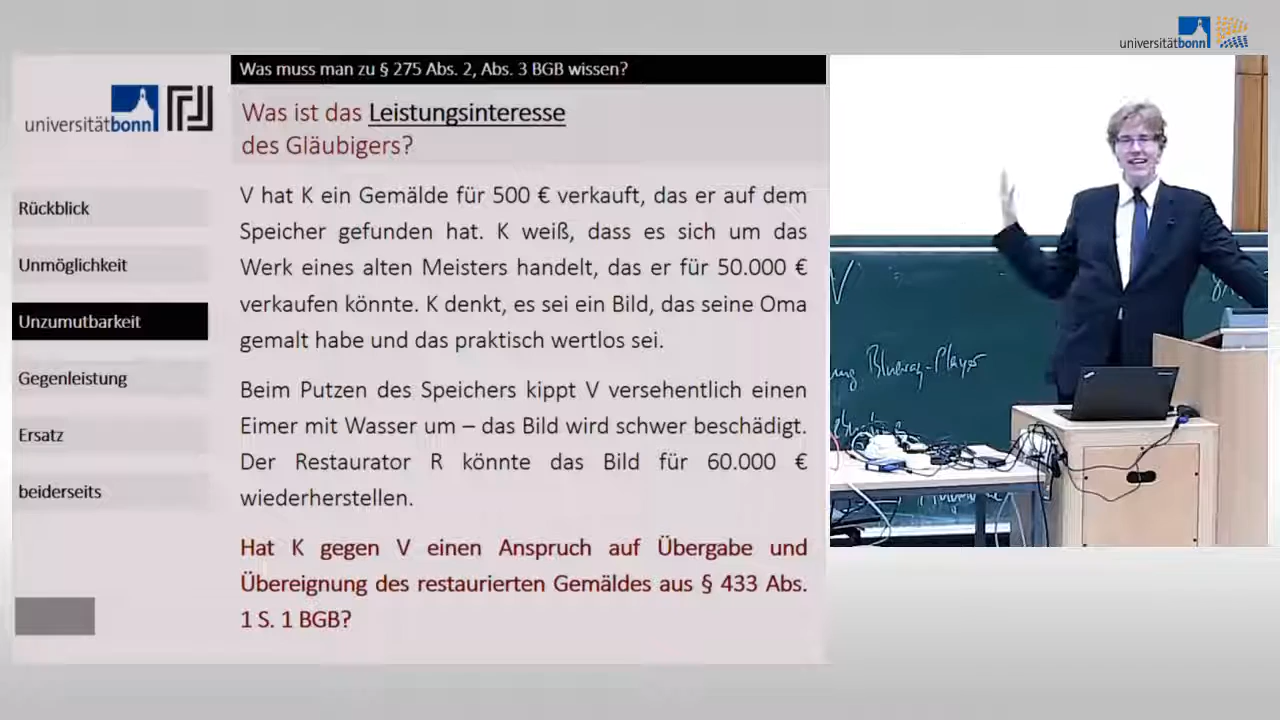 universitätbonn
Was muss man zu § 275 Abs. 2, Abs. 3 BGB wissen?
universitätbonn
Was ist das Leistungsinteresse
des Gläubigers?
Rückblick
Unmöglichkeit
Unzumutbarkeit
Gegenleistung
Ersatz
beiderseits
V hat K ein Gemälde für 500 € verkauft, das er auf dem
Speicher gefunden hat. K weiß, dass es sich um das
Werk eines alten Meisters handelt, das er für 50.000 €
verkaufen könnte. K denkt, es sei ein Bild, das seine Oma
gemalt habe und das praktisch wertlos sei.
Beim Putzen des Speichers kippt V versehentlich einen
Eimer mit Wasser um – das Bild wird schwer beschädigt.
Der Restaurator R könnte das Bild für 60.000 €
wiederherstellen.
Hat K gegen V einen Anspruch auf Übergabe und
Übereignung des restaurierten Gemäldes aus § 433 Abs.
1 S. 1 BGB?
V
Blueray-Player